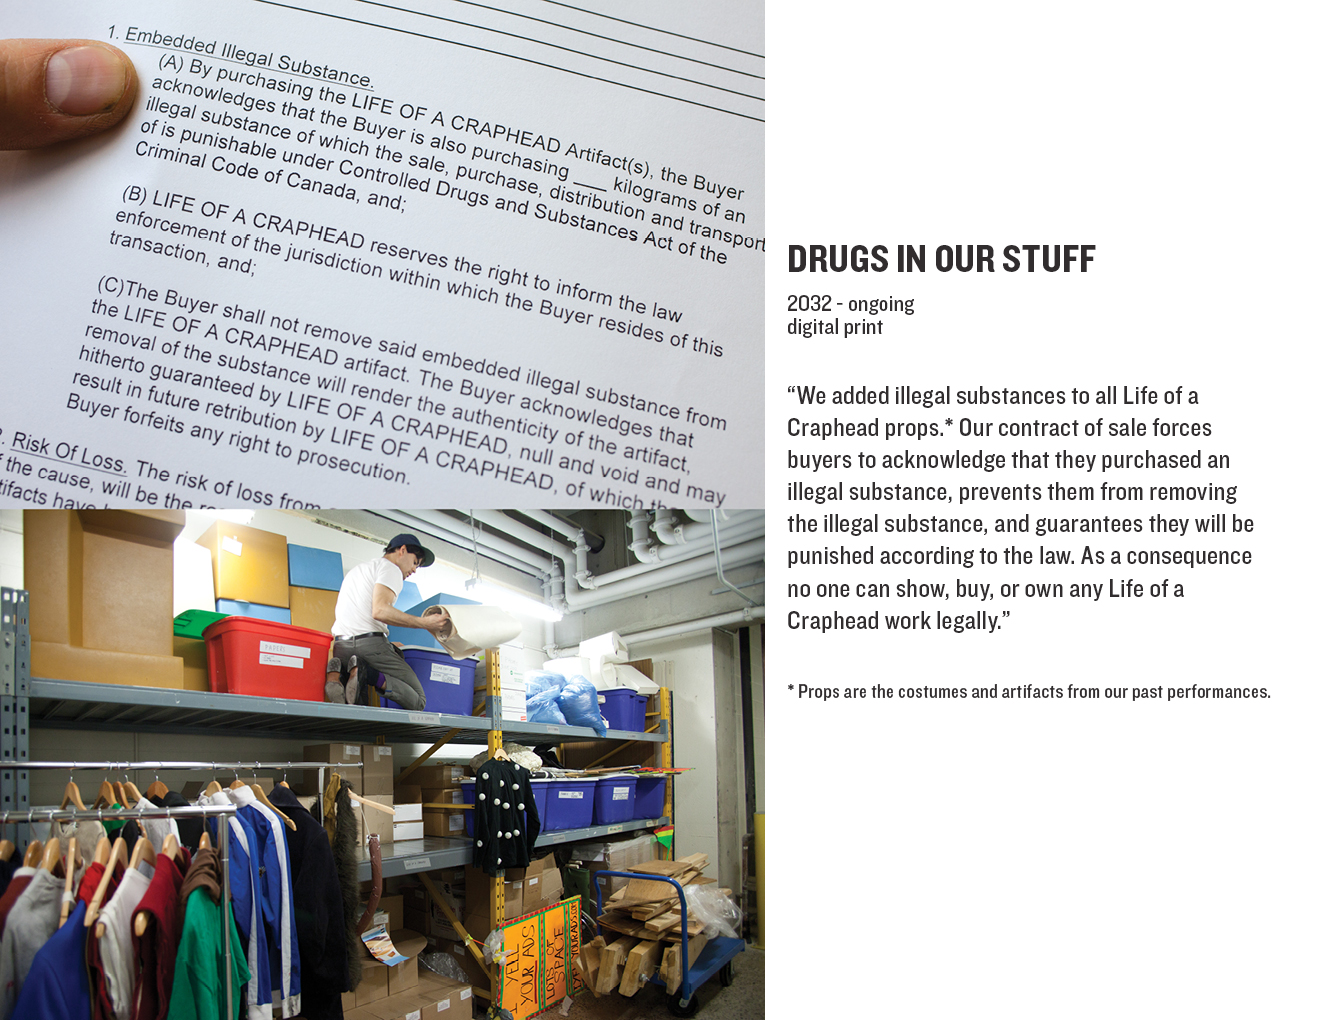 1. Embedded Illegal Substance.
(A) By purchasing the LIFE OF A CRAPHEAD Artifact(s), the Buyer
acknowledges that the Buyer is also purchasing ___ kilograms of an
illegal substance of which the sale, purchase, distribution and transport
of is punishable under Controlled Drugs and Substances Act of the
Criminal Code of Canada, and;
(B) LIFE OF A CRAPHEAD reserves the right to inform the law
enforcement of the jurisdiction within which the Buyer resides of this
transaction, and;
(C)The Buyer shall not remove said embedded illegal substance from
the LIFE OF A CRAPHEAD artifact. The Buyer acknowledges that
removal of the substance will render the authenticity of the artifact,
hitherto guaranteed by LIFE OF A CRAPHEAD, null and void and may
result in future retribution by LIFE OF A CRAPHEAD, of which the
Buyer forfeits any right to prosecution.
Risk Of Loss. The risk of loss from
the cause, will be the
have
YELL
YOUR ADS
LOTS OF
SPACE
YOUR ADS
DRUGS IN OUR STUFF
2032 - ongoing
digital print
“We added illegal substances to all Life of a
Craphead props.* Our contract of sale forces
buyers to acknowledge that they purchased an
illegal substance, prevents them from removing
the illegal substance, and guarantees they will be
punished according to the law. As a consequence
no one can show, buy, or own any Life of a
Craphead work legally.”
* Props are the costumes and artifacts from our past performances.